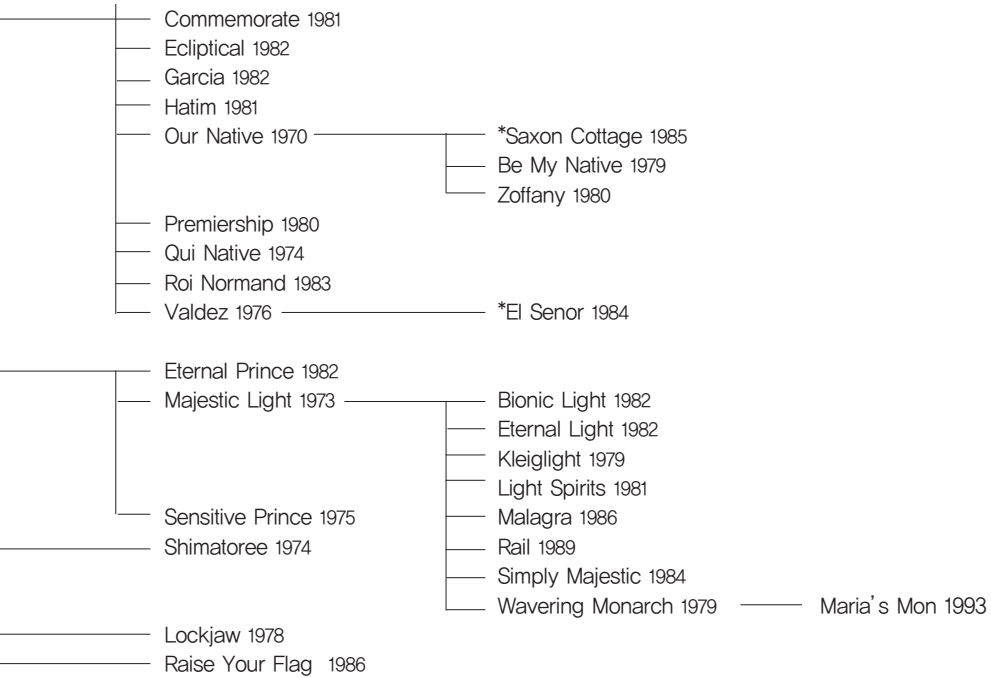 Commemorate 1981
Ecliptical 1982
Garcia 1982
Hatim 1981
Our Native 1970 *Saxon Cottage 1985
Be My Native 1979
Zoffany 1980
Premiership 1980
Qui Native 1974
Roi Normand 1983
Valdez 1976 *El Senor 1984
Eternal Prince 1982
Majestic Light 1973 Bionic Light 1982
Eternal Light 1982
Kleiglight 1979
Light Spirits 1981
Sensitive Prince 1975 Malagra 1986
Shimatoree 1974 Rail 1989
Simply Majestic 1984
Wavering Monarch 1979 Maria's Mon 1993
Lockjaw 1978
Raise Your Flag 1986